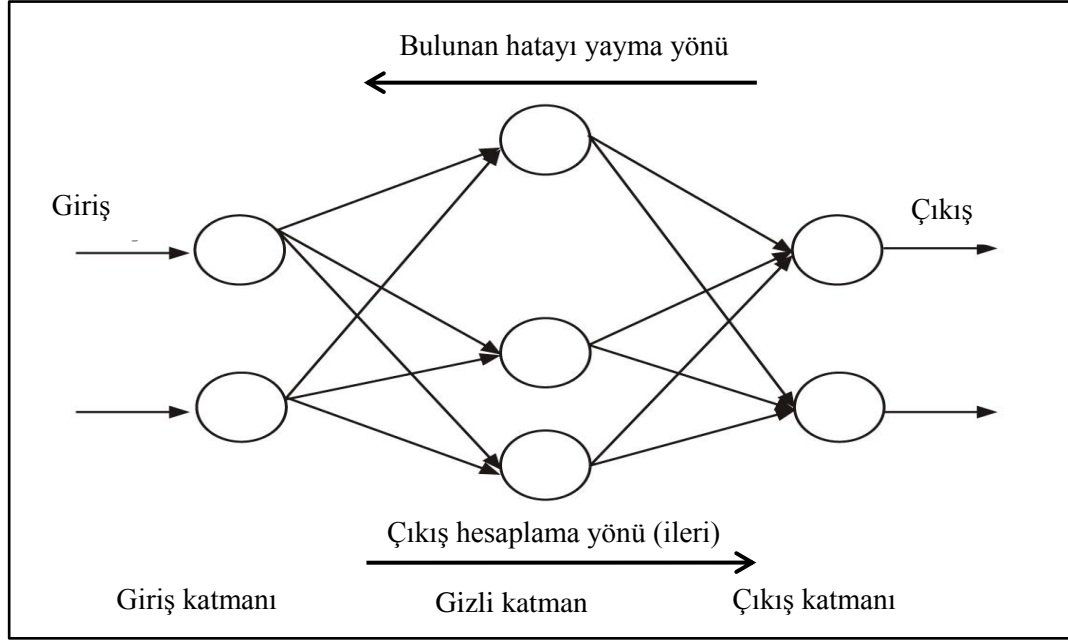 Bulunan hatayı yayma yönü
Giriş
Çıkış
Çıkış hesaplama yönü (ileri)
Giriş katmanı
Gizli katman
Çıkış katmanı